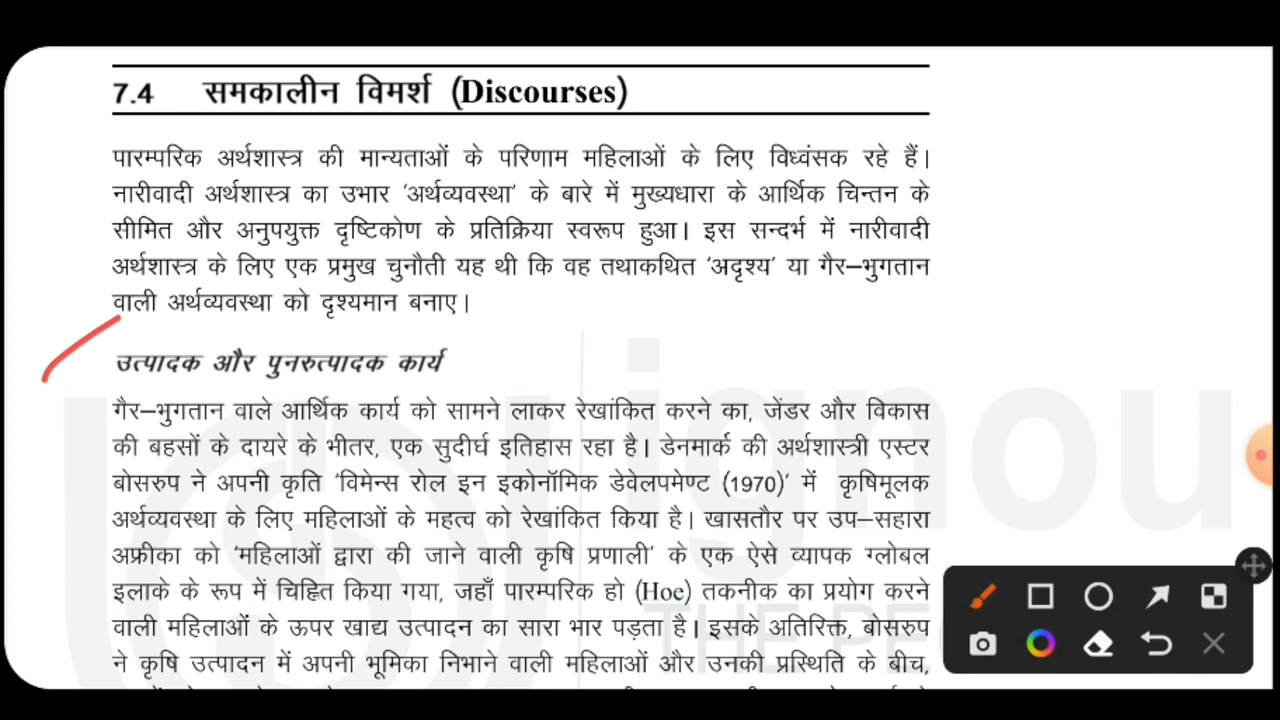 7.4 समकालीन विमर्श (Discourses)
पारम्परिक अर्थशास्त्र की मान्यताओं के परिणाम महिलाओं के लिए विध्वंसक रहे हैं।
नारीवादी अर्थशास्त्र का उभार 'अर्थव्यवस्था' के बारे में मुख्यधारा के आर्थिक चिन्तन के
सीमित और अनुपयुक्त दृष्टिकोण के प्रतिक्रिया स्वरूप हुआ। इस सन्दर्भ में नारीवादी
अर्थशास्त्र के लिए एक प्रमुख चुनौती यह थी कि वह तथाकथित 'अदृश्य' या गैर–भुगतान
वाली अर्थव्यवस्था को दृश्यमान बनाए।
उत्पादक और पुनरुत्पादक कार्य
गैर–भुगतान वाले आर्थिक कार्य को सामने लाकर रेखांकित करने का, जेंडर और विकास
की बहसों के दायरे के भीतर, एक सुदीर्घ इतिहास रहा है। डेनमार्क की अर्थशास्त्री एस्टर
बोसरुप ने अपनी कृति 'विमेन्स रोल इन इकोनॉमिक डेवेलपमेण्ट (1970)' में कृषिमूलक
अर्थव्यवस्था के लिए महिलाओं के महत्व को रेखांकित किया है। खासतौर पर उप–सहारा
अफ्रीका को 'महिलाओं द्वारा की जाने वाली कृषि प्रणाली' के एक ऐसे व्यापक ग्लोबल
इलाके के रूप में चिह्नित किया गया, जहाँ पारम्परिक हो (Hoe) तकनीक का प्रयोग करने
वाली महिलाओं के ऊपर खाद्य उत्पादन का सारा भार पड़ता है। इसके अतिरिक्त, बोसरुप
ने कृषि उत्पादन में अपनी भूमिका निभाने वाली महिलाओं और उनकी प्रस्थिति के बीच,
ignou
THE PE